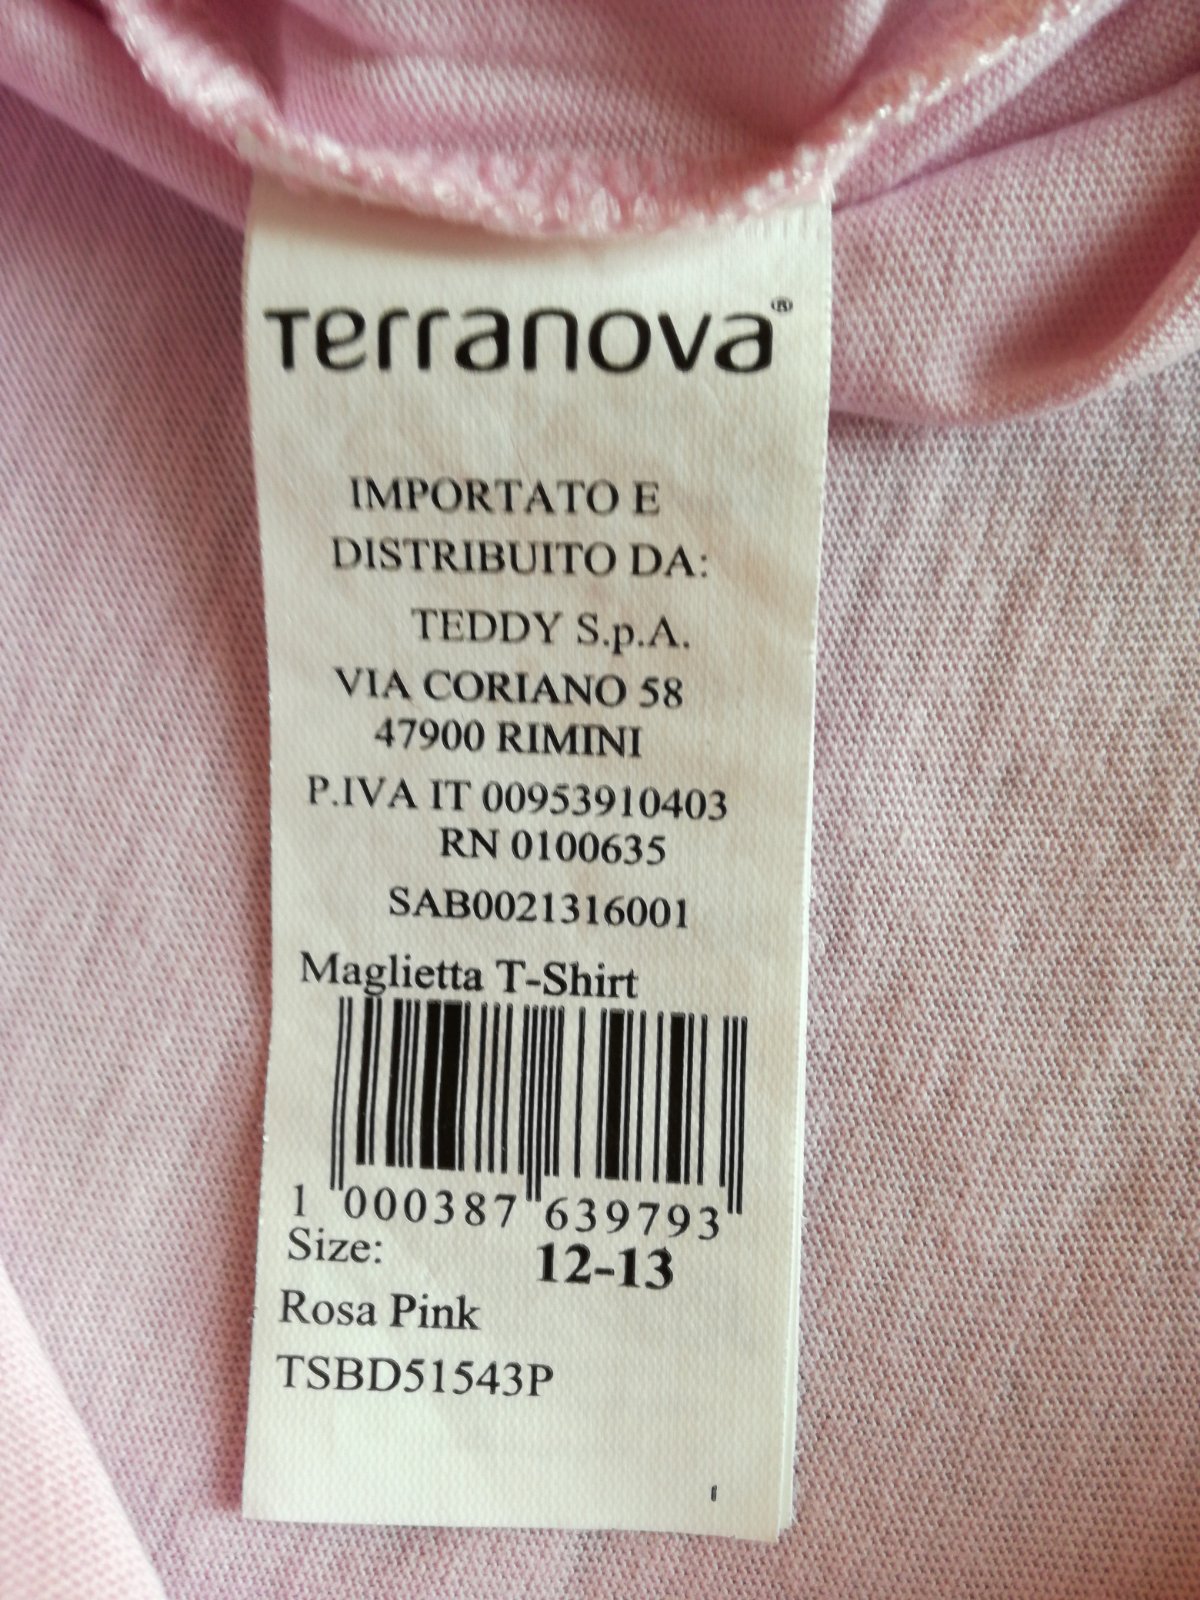 Terranova®
IMPORTATO E
DISTRIBUITO DA:
TEDDY S.p.A.
VIA CORIANO 58
47900 RIMINI
P.IVA IT 00953910403
RN 0100635
SAB0021316001
Maglietta T-Shirt
1 000387 639793
Size: 12-13
Rosa Pink
TSBD51543P